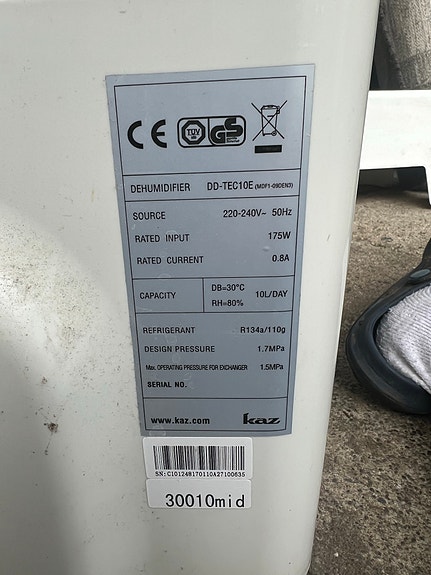 CE TÜV GS
DEHUMIDIFIER DD-TEC10E (MDF1-09DEN3)
SOURCE 220-240V~ 50Hz
RATED INPUT 175W
RATED CURRENT 0.8A
CAPACITY DB=30°C RH=80% 10L/DAY
REFRIGERANT R134a/110g
DESIGN PRESSURE 1.7MPa
Max. OPERATING PRESSURE FOR EXCHANGER 1.5MPa
SERIAL NO.
www.kaz.com kaz
SN:C101248170110A27100635
30010mid